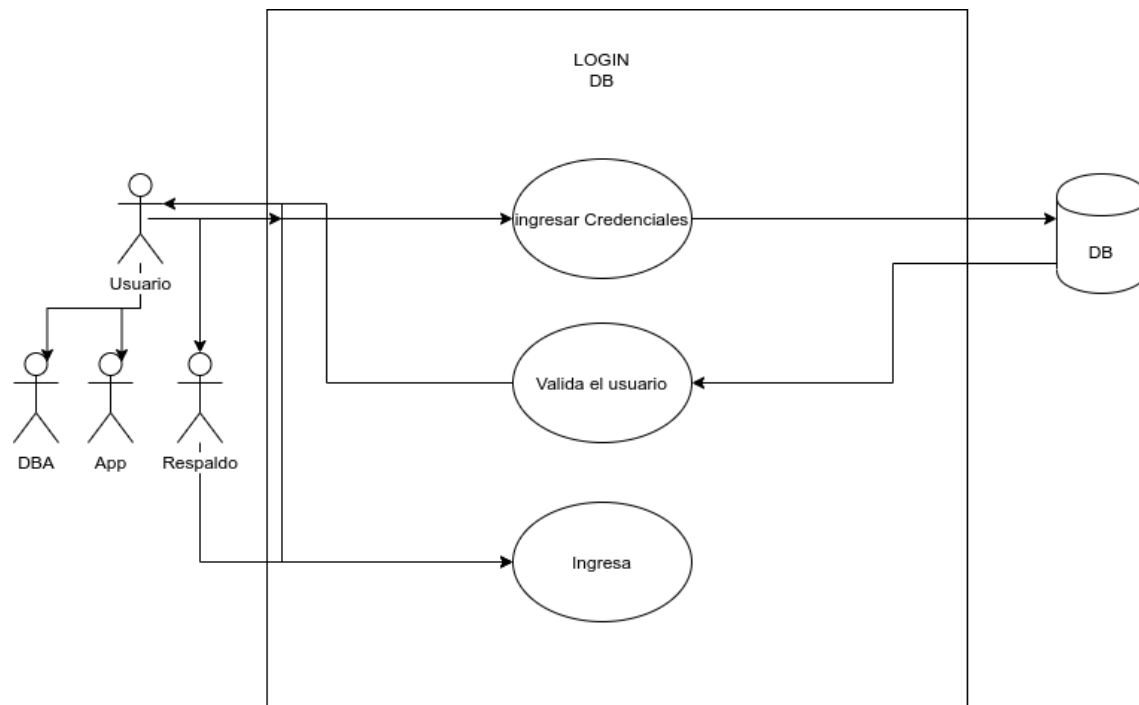 LOGIN
DB
ingresar Credenciales
DB
Usuario
Valida el usuario
DBA
App
Respaldo
Ingresa